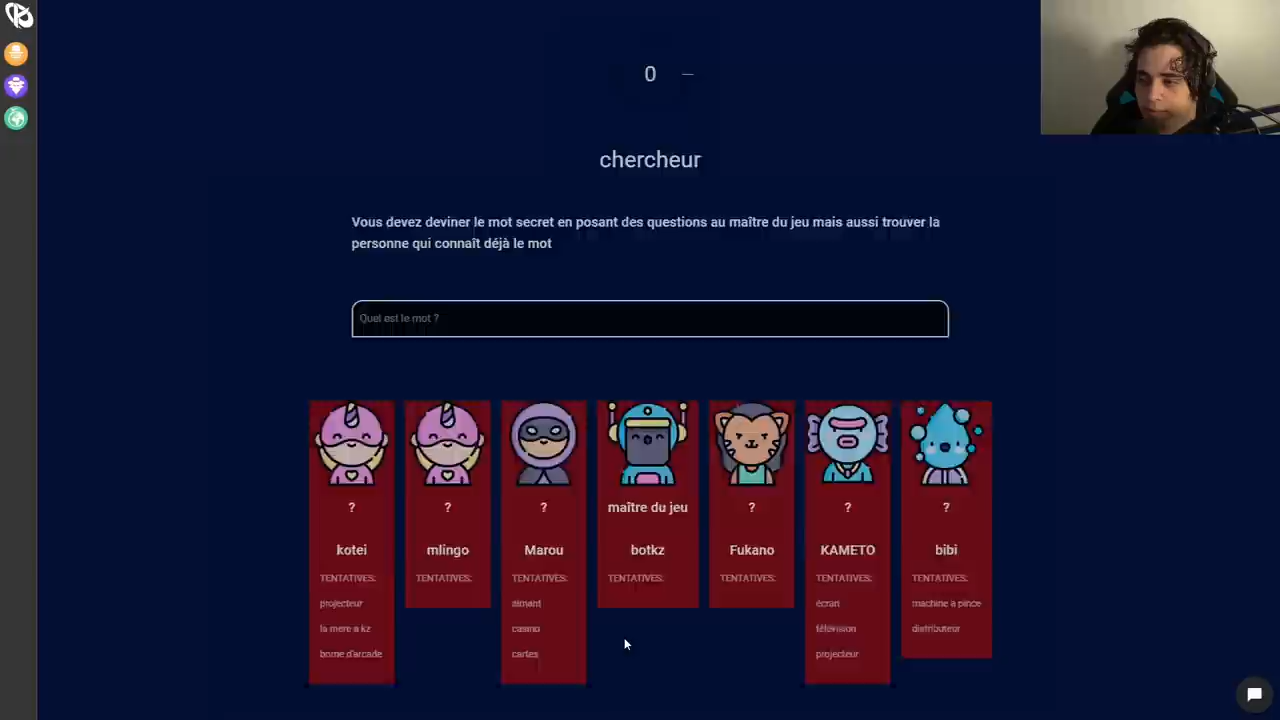 0 —
chercheur
Vous devez deviner le mot secret en posant des questions au maître du jeu mais aussi trouver la
personne qui connaît déjà le mot
Quel est le mot ?
? ? ? maître du jeu ? ? ?
kotei mlingo Marou botkz Fukano KAMETO bibi
TENTATIVES: TENTATIVES: TENTATIVES: TENTATIVES: TENTATIVES: TENTATIVES: TENTATIVES:
projecteur aimant écran machine a pince
la mere a kz casino télévision distributeur
borne d'arcade cartes projecteur